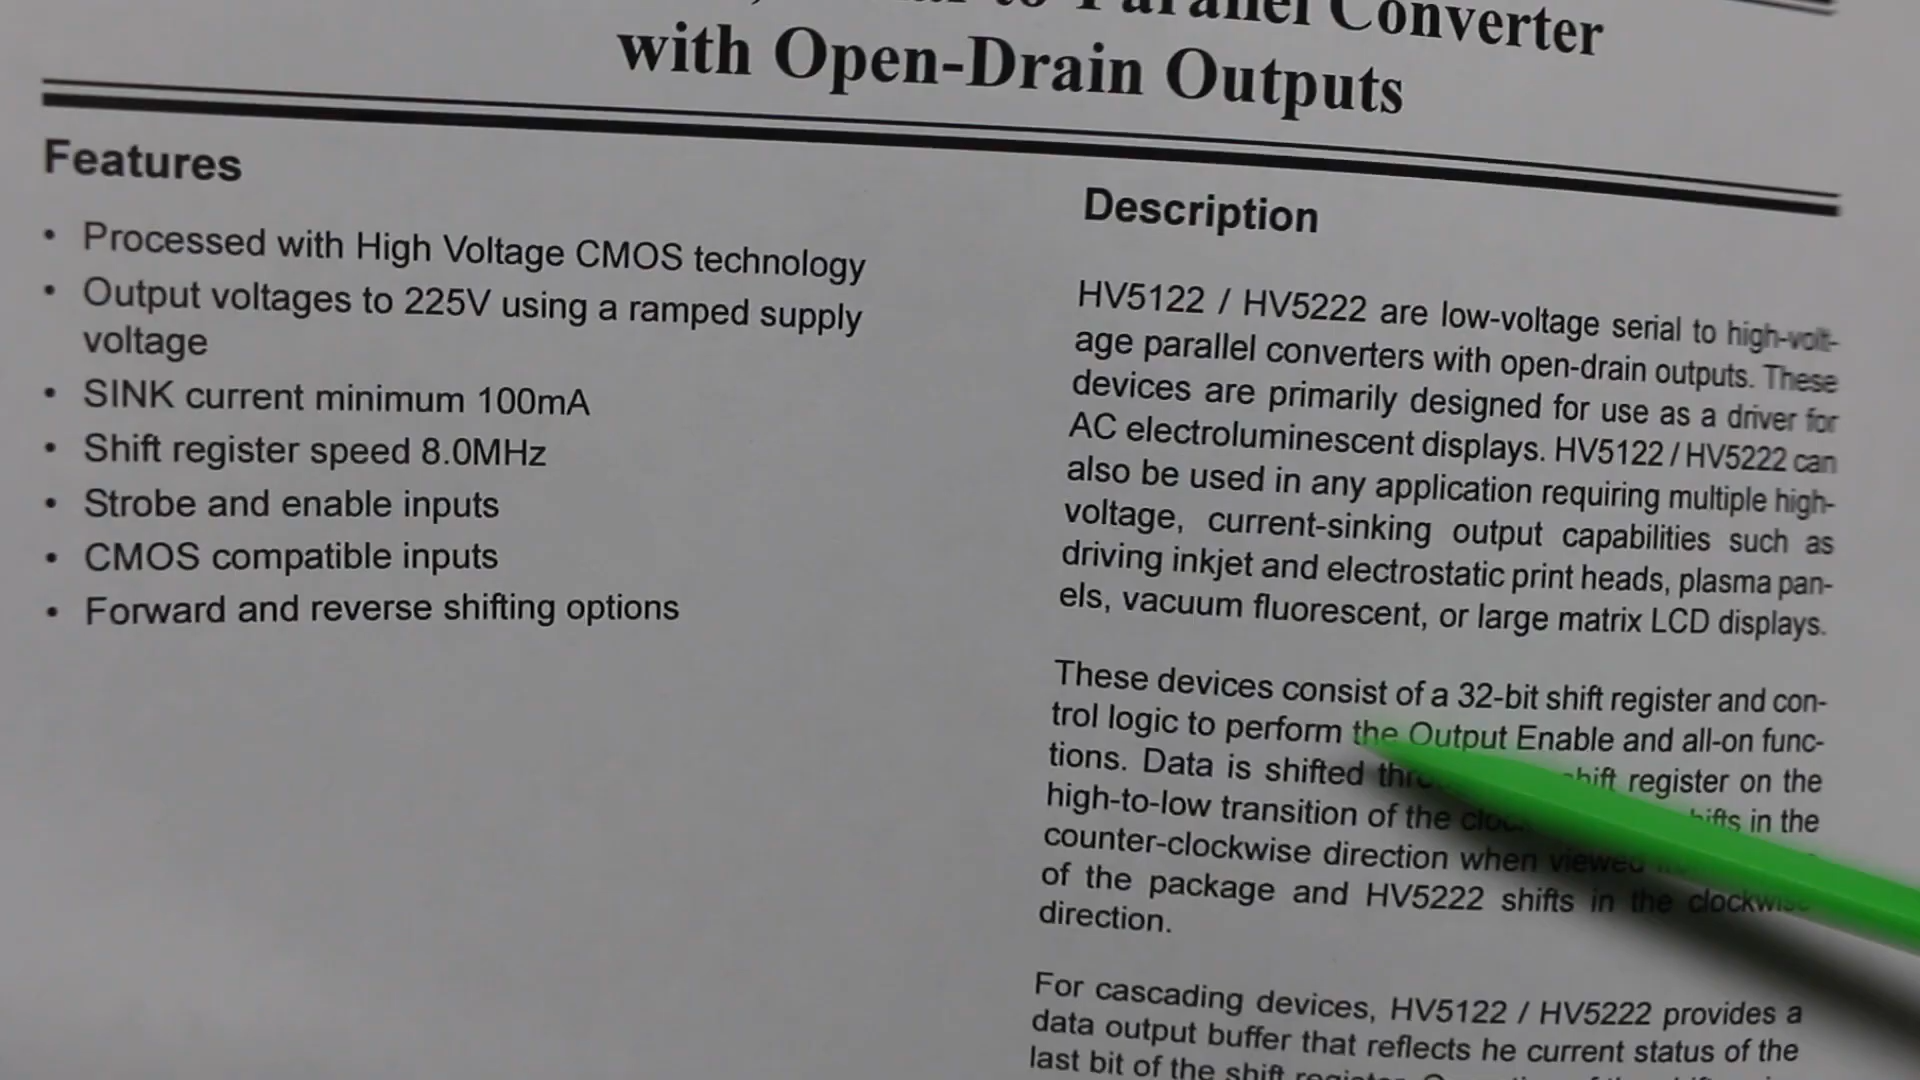 to Parallel Converter
with Open-Drain Outputs
Features
• Processed with High Voltage CMOS technology
• Output voltages to 225V using a ramped supply
voltage
• SINK current minimum 100mA
• Shift register speed 8.0MHz
• Strobe and enable inputs
• CMOS compatible inputs
• Forward and reverse shifting options
Description
HV5122 / HV5222 are low-voltage serial to high-volt-
age parallel converters with open-drain outputs. These
devices are primarily designed for use as a driver for
AC electroluminescent displays. HV5122 / HV5222 can
also be used in any application requiring multiple high-
voltage, current-sinking output capabilities such as
driving inkjet and electrostatic print heads, plasma pan-
els, vacuum fluorescent, or large matrix LCD displays.
These devices consist of a 32-bit shift register and con-
trol logic to perform the Output Enable and all-on func-
tions. Data is shifted shift register on the
high-to-low transition of the shifts in the
counter-clockwise direction when viewed
of the package and HV5222 shifts in the clockwise
direction.
For cascading devices, HV5122 / HV5222 provides a
data output buffer that reflects he current status of the
last bit of the shift